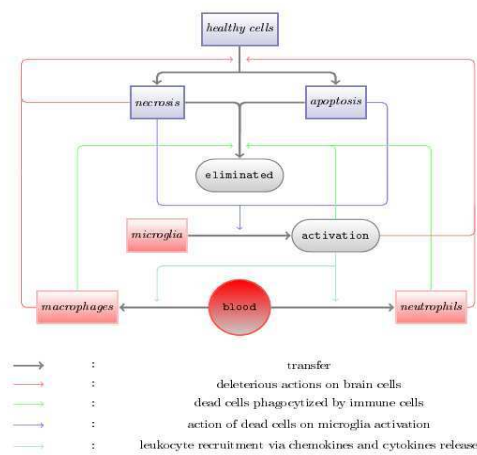 healthy cells
necrosis apoptosis
eliminated
microglia activation
macrophages blood neutrophils
: transfer
: deleterious actions on brain cells
: dead cells phagocytized by immune cells
: action of dead cells on microglia activation
: leukocyte recruitment via chemokines and cytokines release